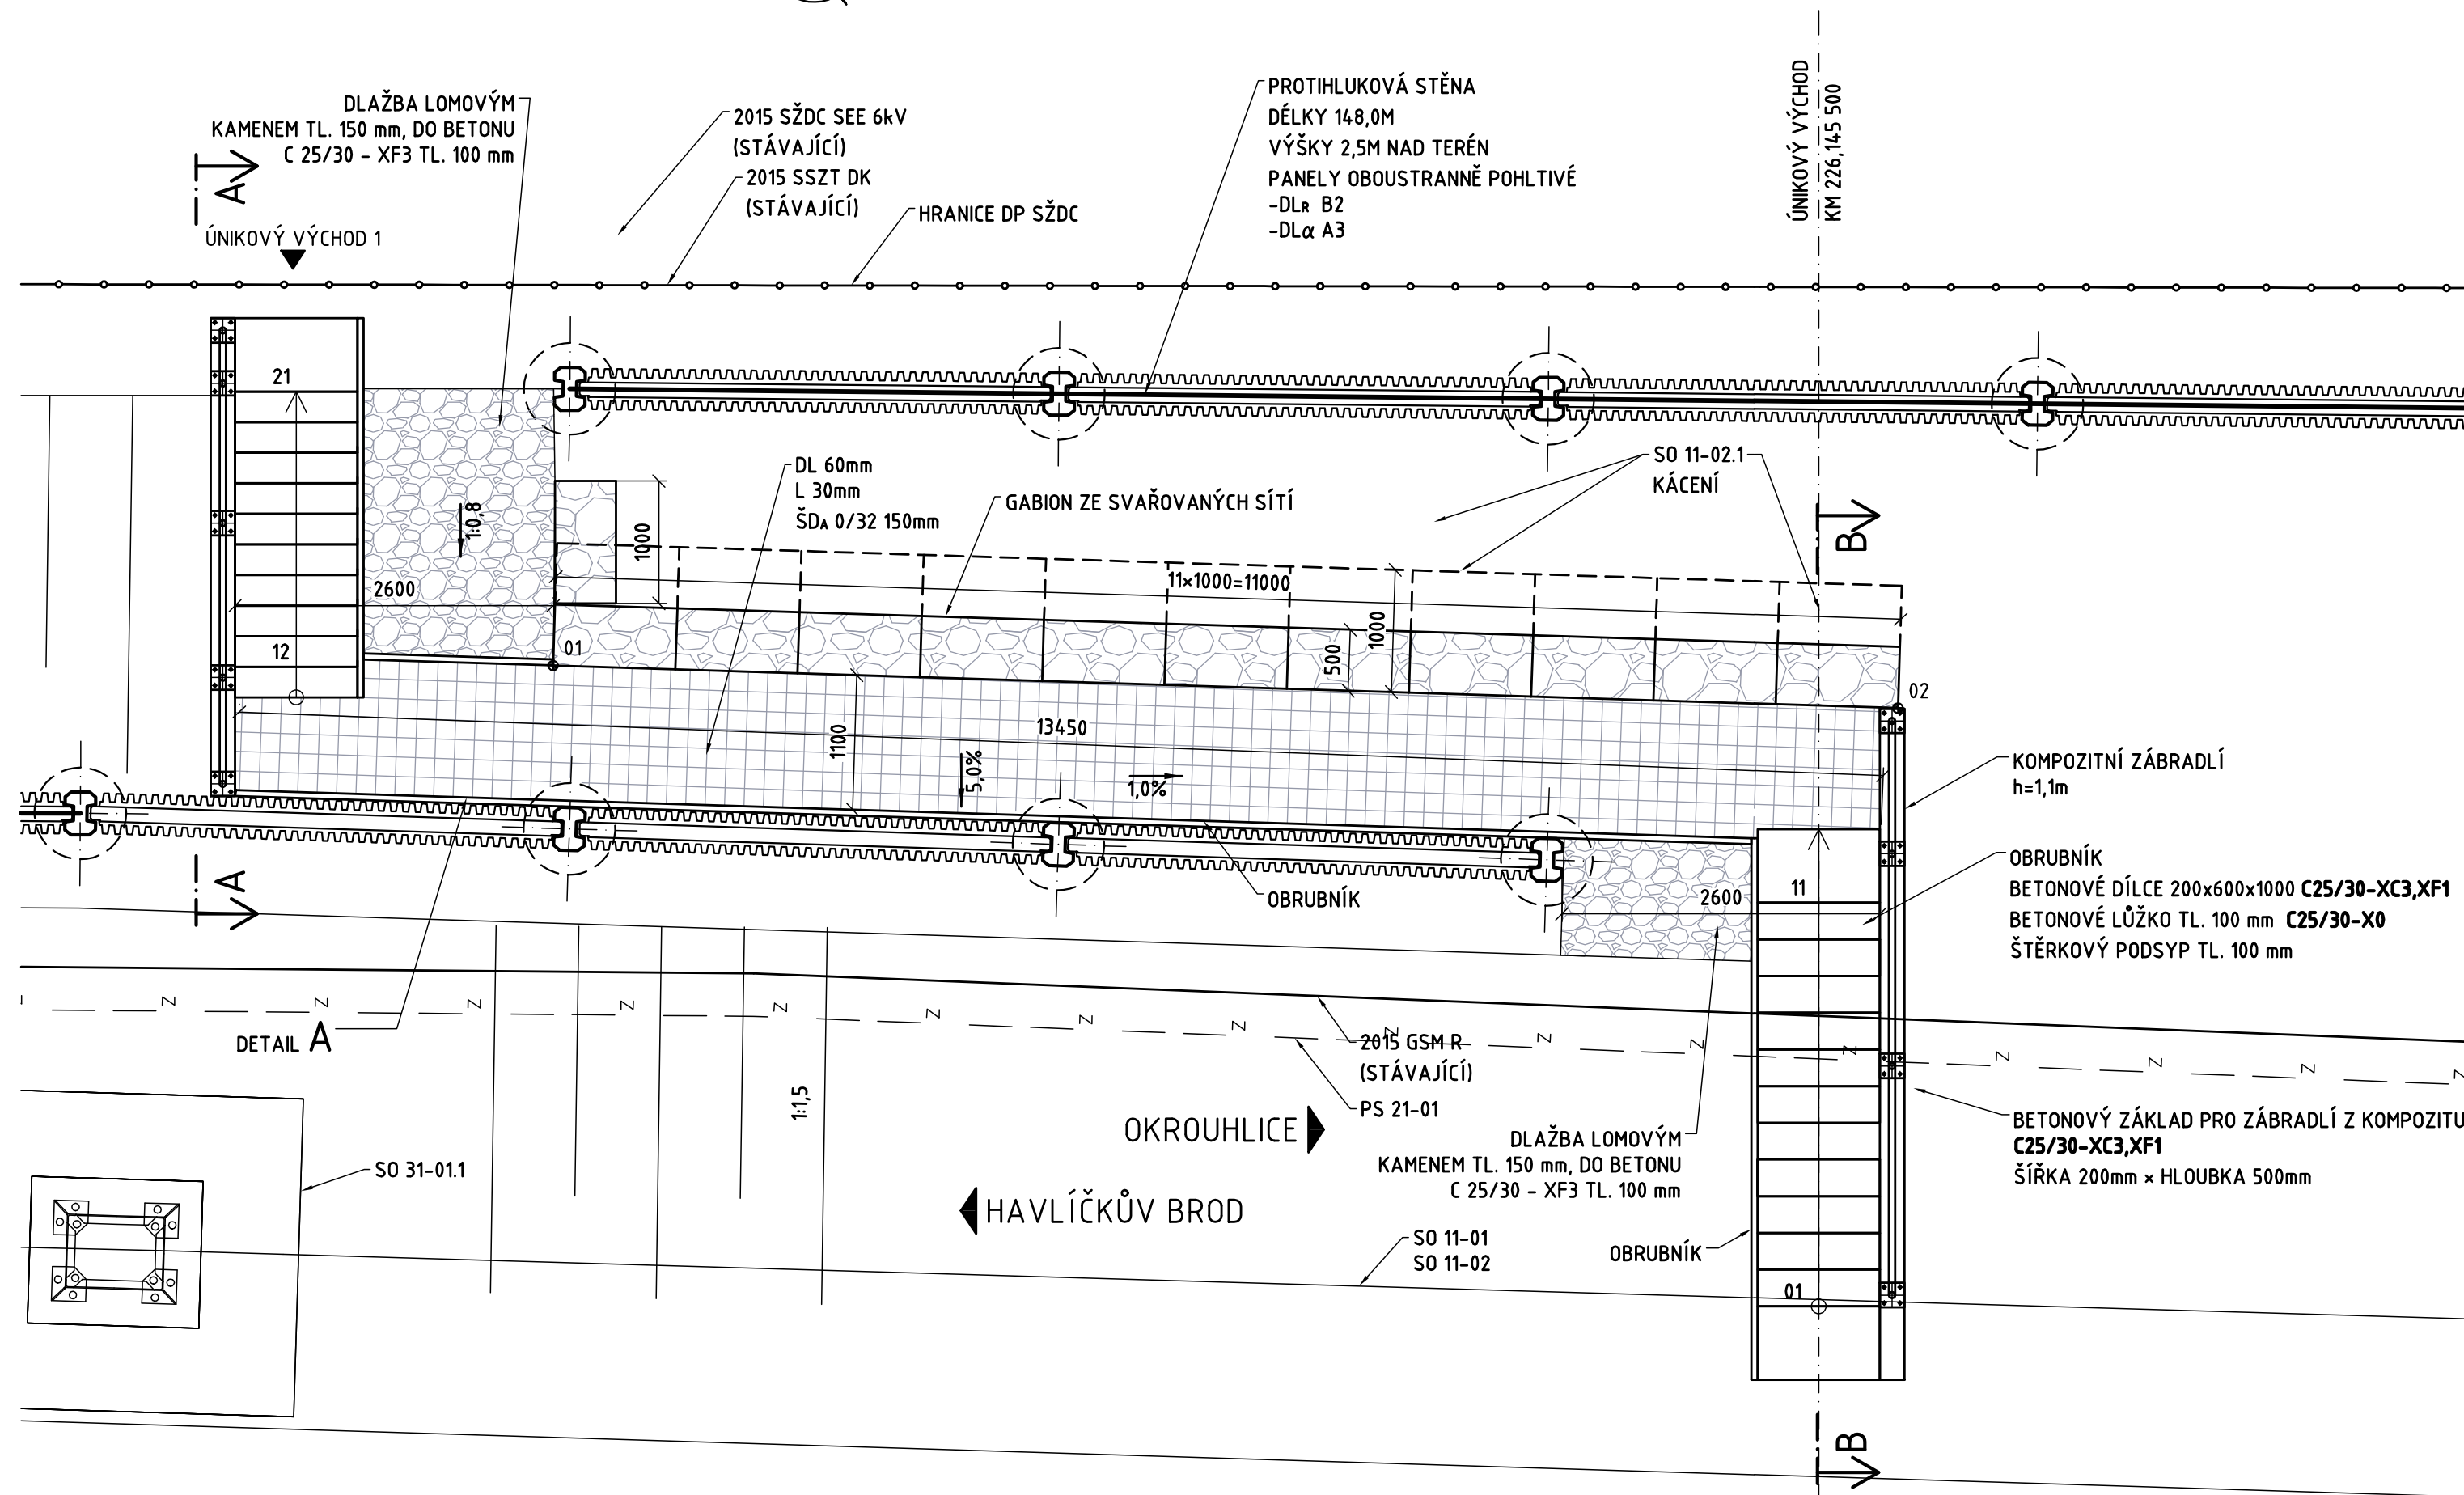 DLAŽBA LOMOVÝM
KAMENEM TL. 150 mm, DO BETONU
C 25/30 - XF3 TL. 100 mm
A
ÚNIKOVÝ VÝCHOD 1
2015 SŽDC SEE 6kV
(STÁVAJÍCÍ)
2015 SSZT DK
(STÁVAJÍCÍ)
HRANICE DP SŽDC
PROTIHLUKOVÁ STĚNA
DÉLKY 148,0M
VÝŠKY 2,5M NAD TERÉN
PANELY OBOUSTRANNĚ POHLTIVÉ
-DLR B2
-DLα A3
ÚNIKOVÝ VÝCHOD
KM 226,145 500
21
12
1:0,8
2600
1000
01
DL 60mm
L 30mm
ŠDA 0/32 150mm
GABION ZE SVAŘOVANÝCH SÍTÍ
SO 11-02.1
KÁCENÍ
B
11×1000=11000
500
1000
02
1100
13450
5,0%
1,0%
KOMPOZITNÍ ZÁBRADLÍ
h=1,1m
OBRUBNÍK
BETONOVÉ DÍLCE 200x600x1000 C25/30-XC3,XF1
BETONOVÉ LŮŽKO TL. 100 mm C25/30-X0
ŠTĚRKOVÝ PODSYP TL. 100 mm
A
OBRUBNÍK
2600
11
Z Z Z Z Z Z Z Z Z Z Z Z Z Z Z Z
DETAIL A
2015 GSM R
(STÁVAJÍCÍ)
PS 21-01
1:1,5
OKROUHLICE
HAVLÍČKŮV BROD
DLAŽBA LOMOVÝM
KAMENEM TL. 150 mm, DO BETONU
C 25/30 - XF3 TL. 100 mm
BETONOVÝ ZÁKLAD PRO ZÁBRADLÍ Z KOMPOZITU
C25/30-XC3,XF1
ŠÍŘKA 200mm × HLOUBKA 500mm
SO 31-01.1
SO 11-01
SO 11-02
OBRUBNÍK
01
B